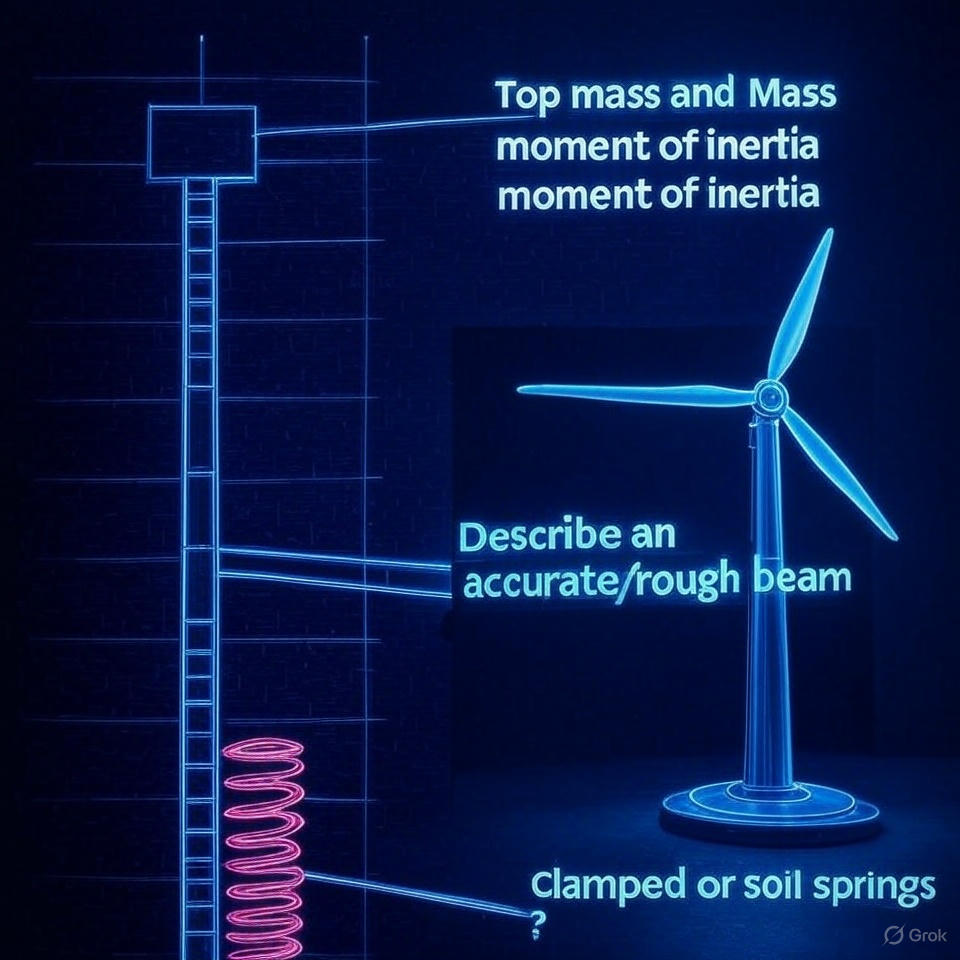 Top mass and Mass
moment of inertia
moment of inertia
Describe an
accurate/rough beam
Clamped or soil springs
?
Grok